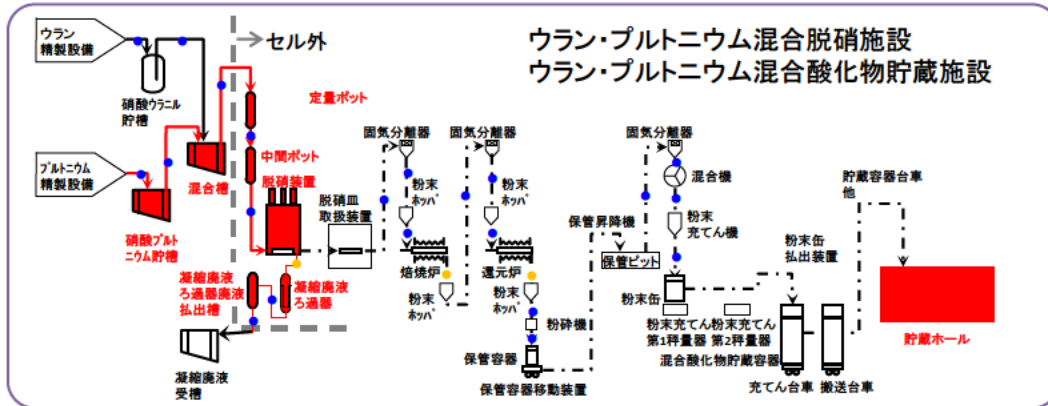 ウラン・プルトニウム混合脱硝施設
ウラン・プルトニウム混合酸化物貯蔵施設
ウラン
精製設備
セル外
硝酸ウラニル
貯槽
定量ポット
中間ポット
脱硝装置
プルトニウム
精製設備
混合槽
硝酸プルト
ニウム貯槽
脱硝皿
取扱装置
凝縮廃液
ろ過器廃液
払出槽
凝縮廃液
ろ過器
凝縮廃液
受槽
固気分離器
粉末
ホッパ
焙焼炉
粉末
ホッパ
固気分離器
粉末
ホッパ
還元炉
粉末
ホッパ
粉砕機
保管容器
保管容器移動装置
保管昇降機
保管ピット
固気分離器
混合機
粉末
充てん機
粉末缶
粉末充てん
第1秤量器
粉末充てん
第2秤量器
混合酸化物貯蔵容器
粉末缶
払出装置
貯蔵容器台車
他
充てん台車
搬送台車
貯蔵ホール